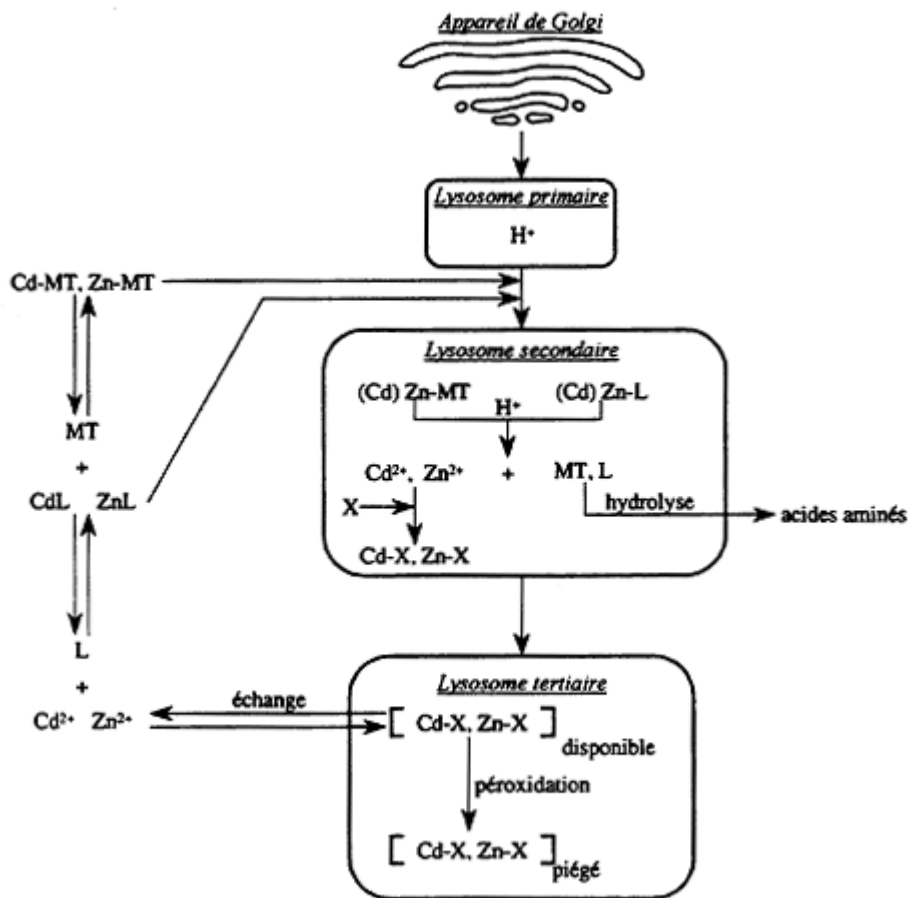 Appareil de Golgi
Lysosome primaire
H⁺
Cd-MT, Zn-MT
Lysosome secondaire
(Cd) Zn-MT (Cd) Zn-L
H⁺
MT
+
Cd²⁺, Zn²⁺ + MT, L
CdL ZnL
X
hydrolyse
acides aminés
Cd-X, Zn-X
L
+
Cd²⁺ Zn²⁺
échange
Lysosome tertiaire
[ Cd-X, Zn-X ] disponible
péroxidation
[ Cd-X, Zn-X ] piégé